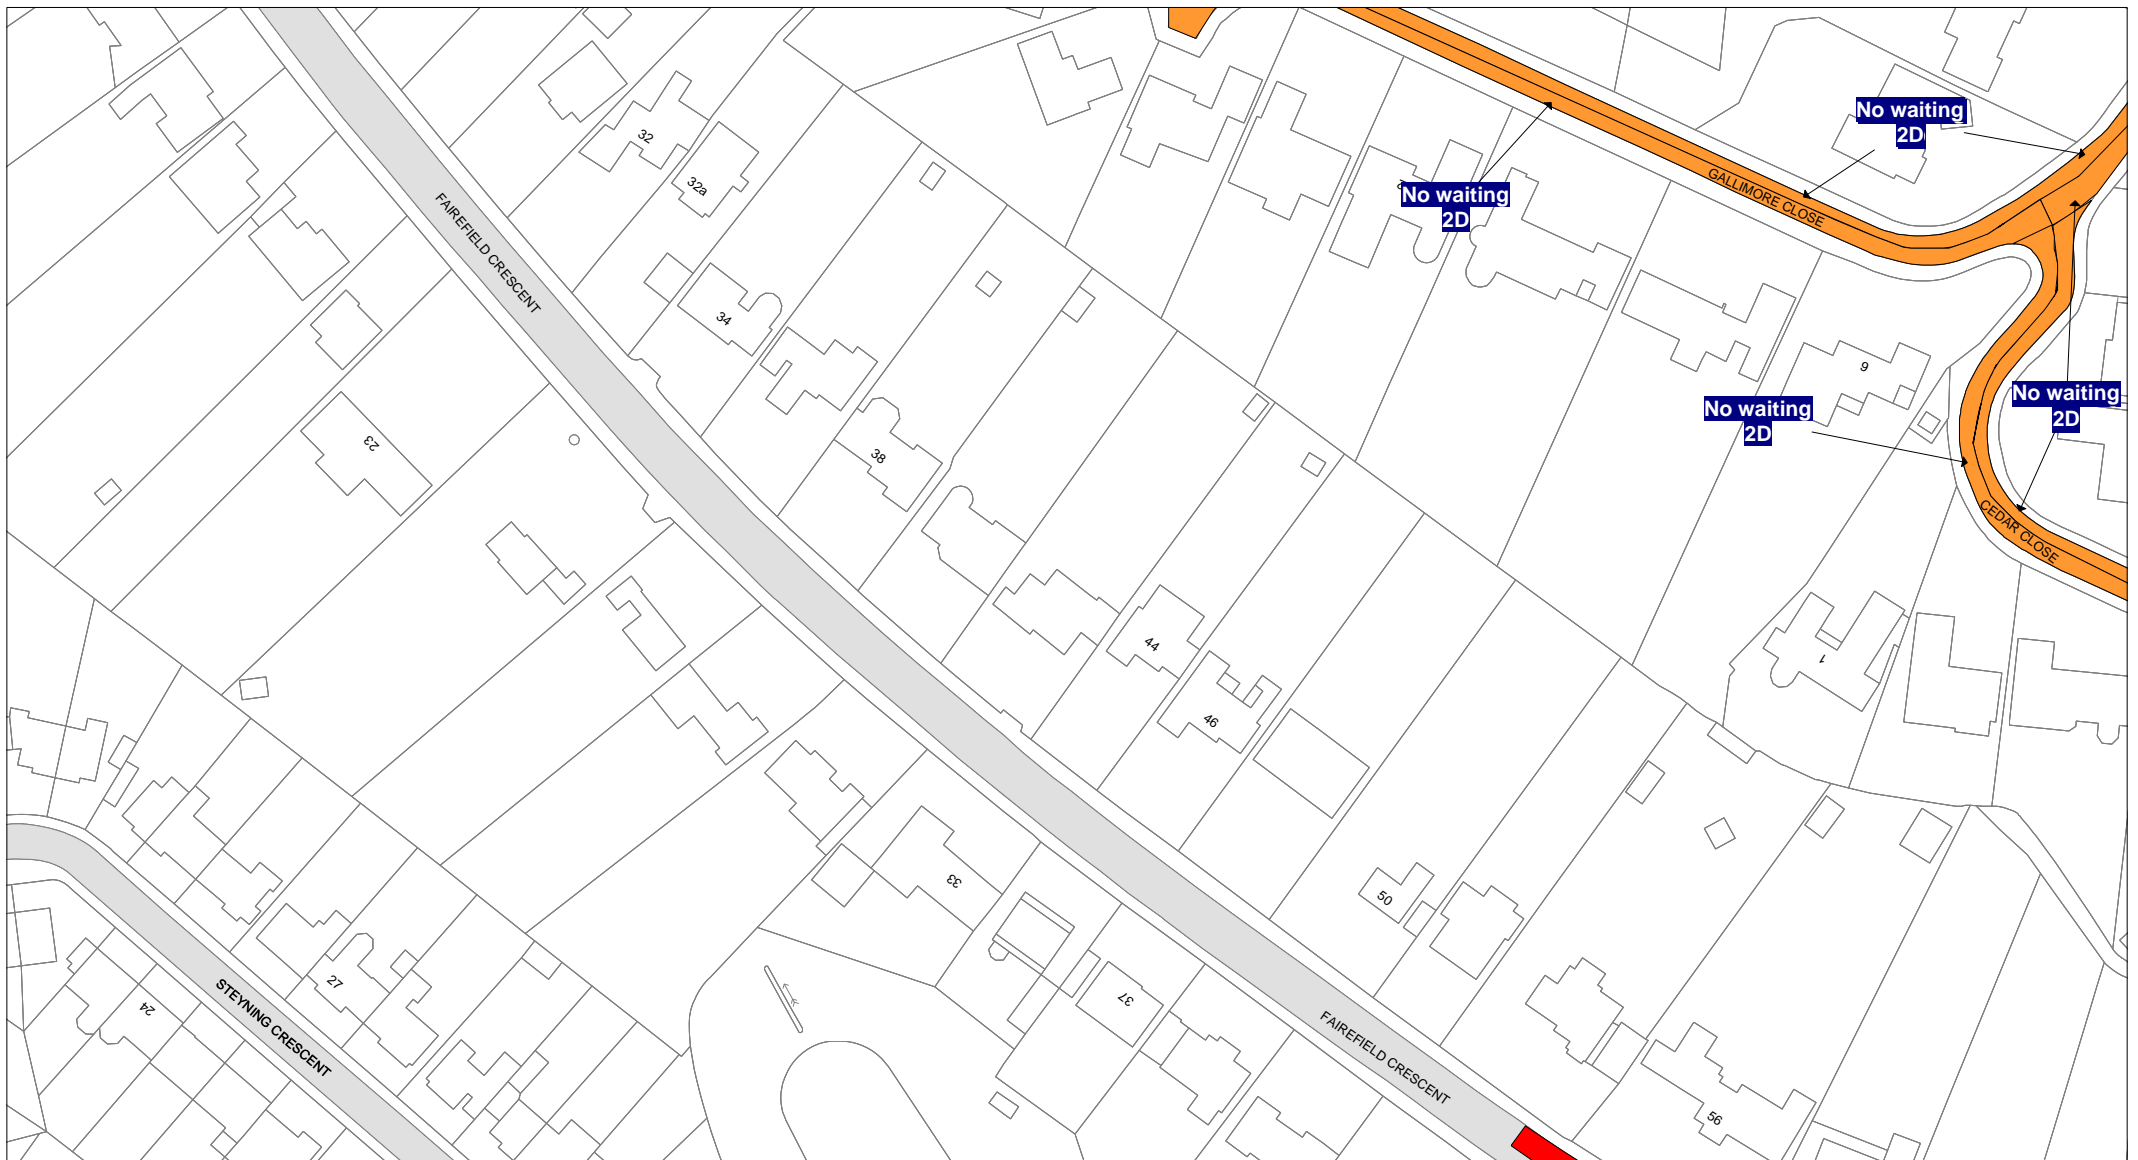 No waiting
2D
32
32a
No waiting
2D
GALLIMORE CLOSE
FAIREFIELD CRESCENT
34
9
No waiting
2D
No waiting
2D
23
38
CEDAR CLOSE
44
1
46
33
50
27
24
STEYNING CRESCENT
37
FAIREFIELD CRESCENT
56